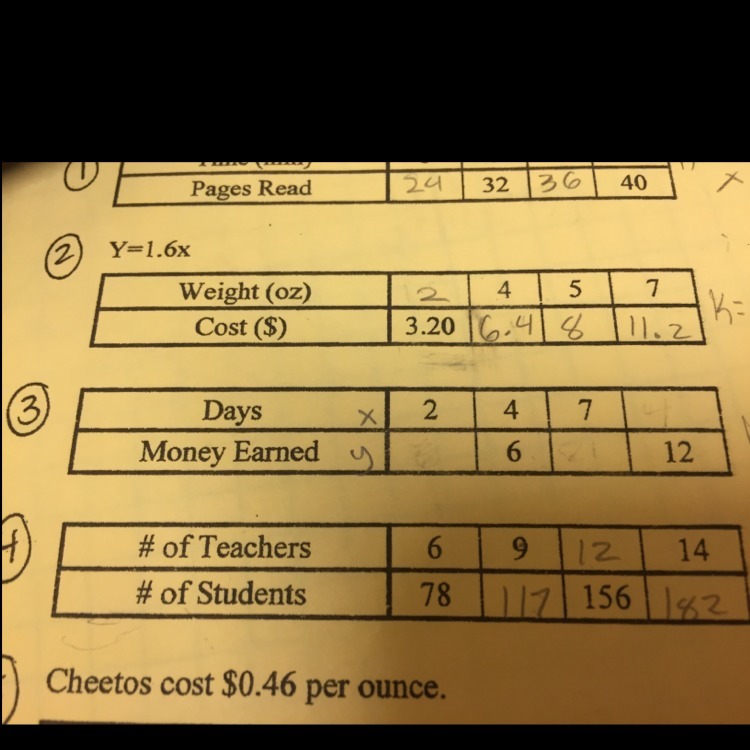 1
Pages Read 24 32 36 40 x
2 Y=1.6x
Weight (oz) 2 4 5 7
Cost ($) 3.20 6.4 8 11.2 K=
3
Days x 2 4 7
Money Earned y 6 12
4
# of Teachers 6 9 12 14
# of Students 78 117 156 182
Cheetos cost $0.46 per ounce.